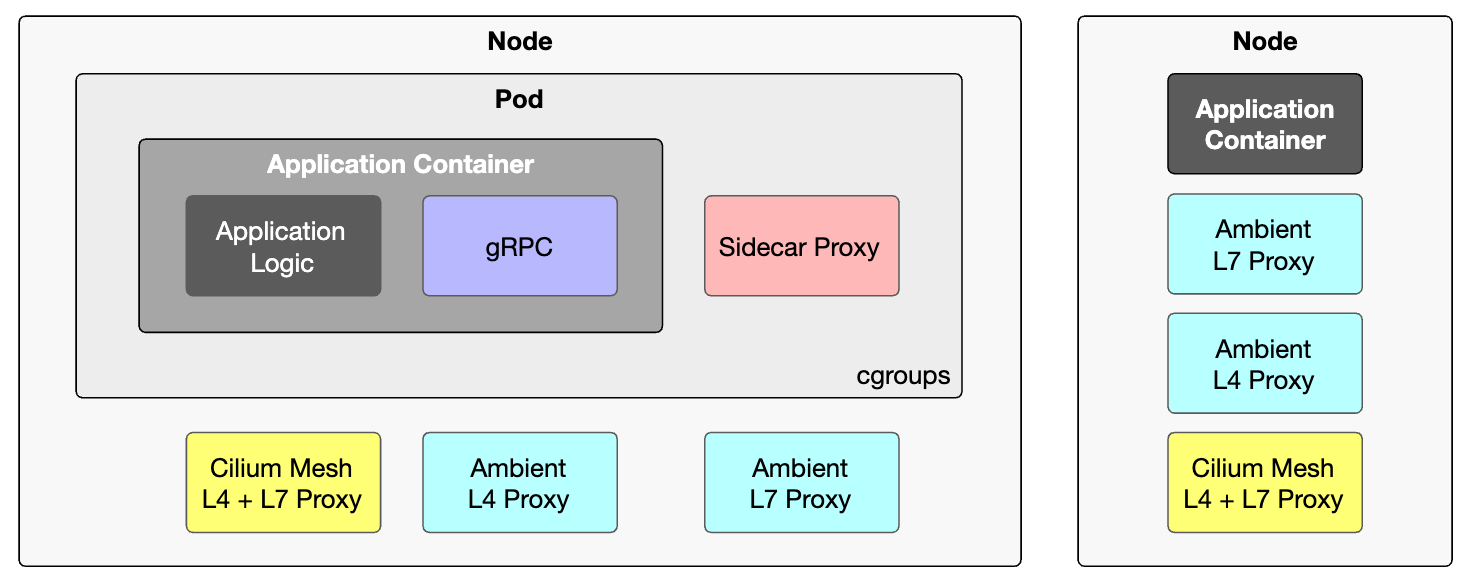 Node
Pod
Application Container
Application
Logic
gRPC
Sidecar Proxy
cgroups
Cilium Mesh
L4 + L7 Proxy
Ambient
L4 Proxy
Ambient
L7 Proxy
Node
Application
Container
Ambient
L7 Proxy
Ambient
L4 Proxy
Cilium Mesh
L4 + L7 Proxy